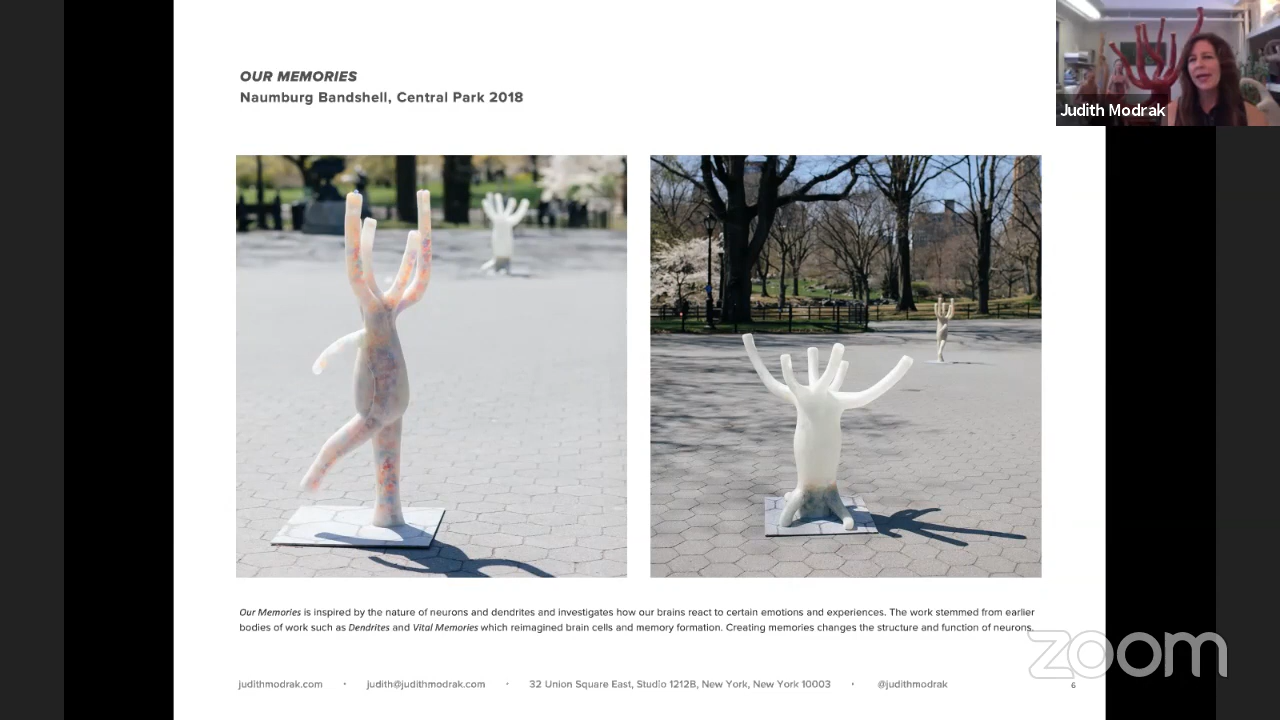 OUR MEMORIES
Naumburg Bandshell, Central Park 2018
Judith Modrak
Our Memories is inspired by the nature of neurons and dendrites and investigates how our brains react to certain emotions and experiences. The work stemmed from earlier
bodies of work such as Dendrites and Vital Memories which reimagined brain cells and memory formation. Creating memories changes the structure and function of neurons.
zoom
judithmodrak.com • judith@judithmodrak.com • 32 Union Square East, Studio 1212B, New York, New York 10003 • @judithmodrak 6